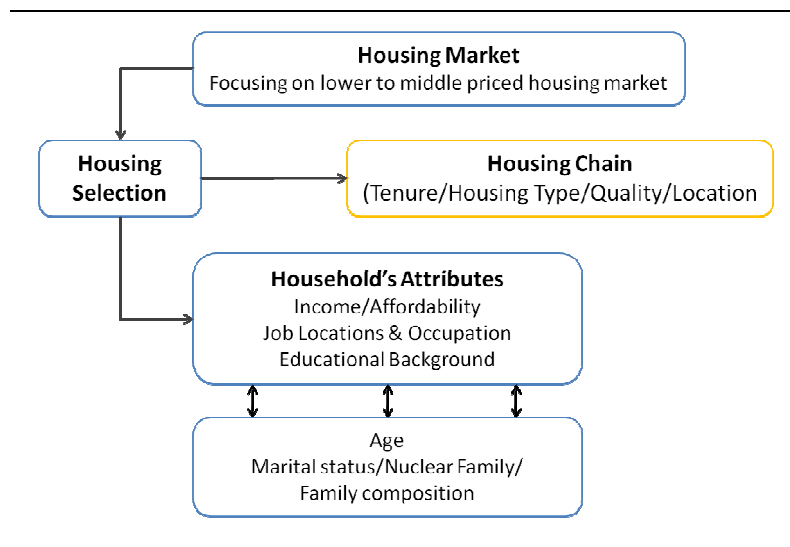 Housing Market
Focusing on lower to middle priced housing market
Housing
Selection
Housing Chain
(Tenure/Housing Type/Quality/Location
Household's Attributes
Income/Affordability
Job Locations & Occupation
Educational Background
Age
Marital status/Nuclear Family/
Family composition